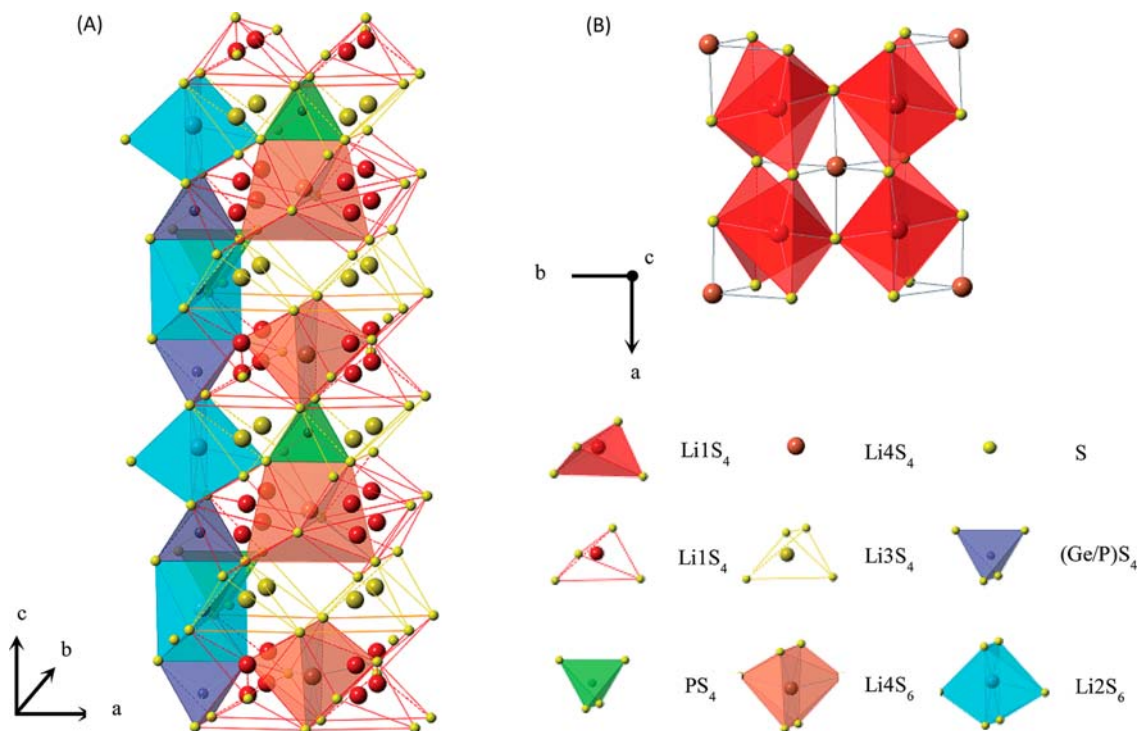 (A)
(B)
b
c
a
c
b
a
Li1S4
Li4S4
S
Li1S4
Li3S4
(Ge/P)S4
PS4
Li4S6
Li2S6